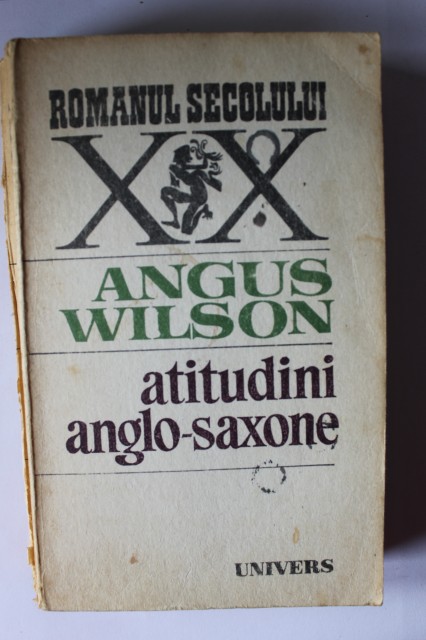 ROMANUL SECOLULUI
XX
ANGUS
WILSON
atitudini
anglo-saxone
UNIVERS